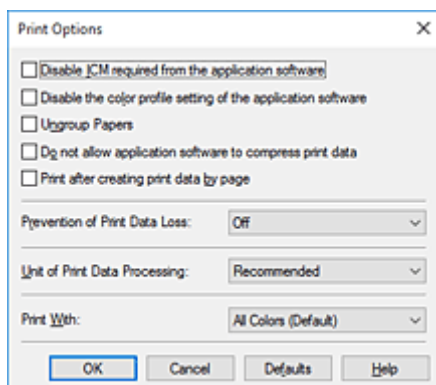 Print Options
Disable ICM required from the application software
Disable the color profile setting of the application software
Ungroup Papers
Do not allow application software to compress print data
Print after creating print data by page
Prevention of Print Data Loss: Off
Unit of Print Data Processing: Recommended
Print With: All Colors (Default)
OK Cancel Defaults Help